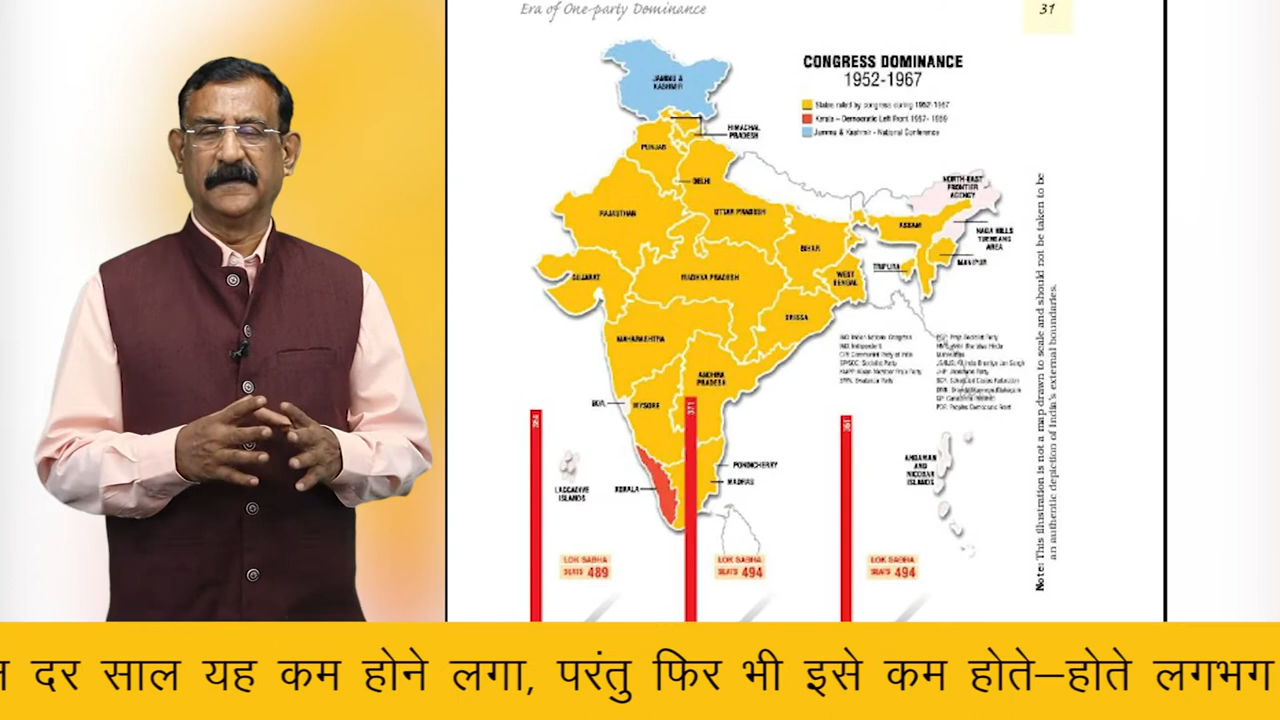 Era of One-party Dominance
31
CONGRESS DOMINANCE
1952-1967
States ruled by congress during 1952-1967
Kerala – Democratic Left Front 1957- 1959
Jammu & Kashmir - National Conference
JAMMU &
KASHMIR
HIMACHAL
PRADESH
PUNJAB
DELHI
RAJASTHAN
UTTAR PRADESH
NORTH-EAST
FRONTIER
AGENCY
ASSAM
NAGA HILLS
TUENSANG
AREA
MANIPUR
BIHAR
TRIPURA
WEST
BENGAL
GUJARAT
MADHYA PRADESH
ORISSA
MAHARASHTRA
ANDHRA
PRADESH
GOA
MYSORE
371
361
KERALA
PONDICHERRY
MADRAS
LACCADIVE
ISLANDS
ANDAMAN
AND
NICOBAR
ISLANDS
LOK SABHA
SEATS 489
LOK SABHA
SEATS 494
LOK SABHA
SEATS 494
Note: This illustration is not a map drawn to scale and should not be taken to be
an authentic depiction of India's external boundaries.
दर साल यह कम होने लगा, परंतु फिर भी इसे कम होते–होते लगभग